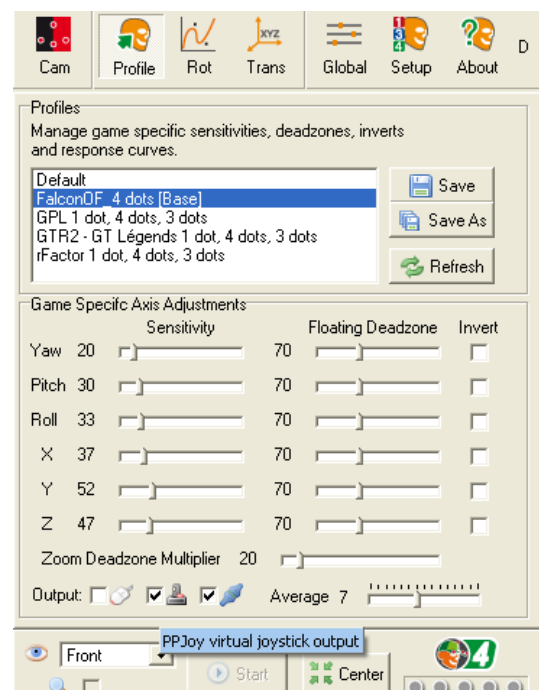 Cam Profile Rot Trans Global Setup About D
Profiles
Manage game specific sensitivities, deadzones, inverts
and response curves.
Default
FalconOF_4 dots [Base]
GPL 1 dot, 4 dots, 3 dots
GTR2 - GT Légends 1 dot, 4 dots, 3 dots
rFactor 1 dot, 4 dots, 3 dots
Save
Save As
Refresh
Game Specifc Axis Adjustments
Sensitivity Floating Deadzone Invert
Yaw 20 70
Pitch 30 70
Roll 33 70
X 37 70
Y 52 70
Z 47 70
Zoom Deadzone Multiplier 20
Output: Average 7
PPJoy virtual joystick output
Front Start Center 4